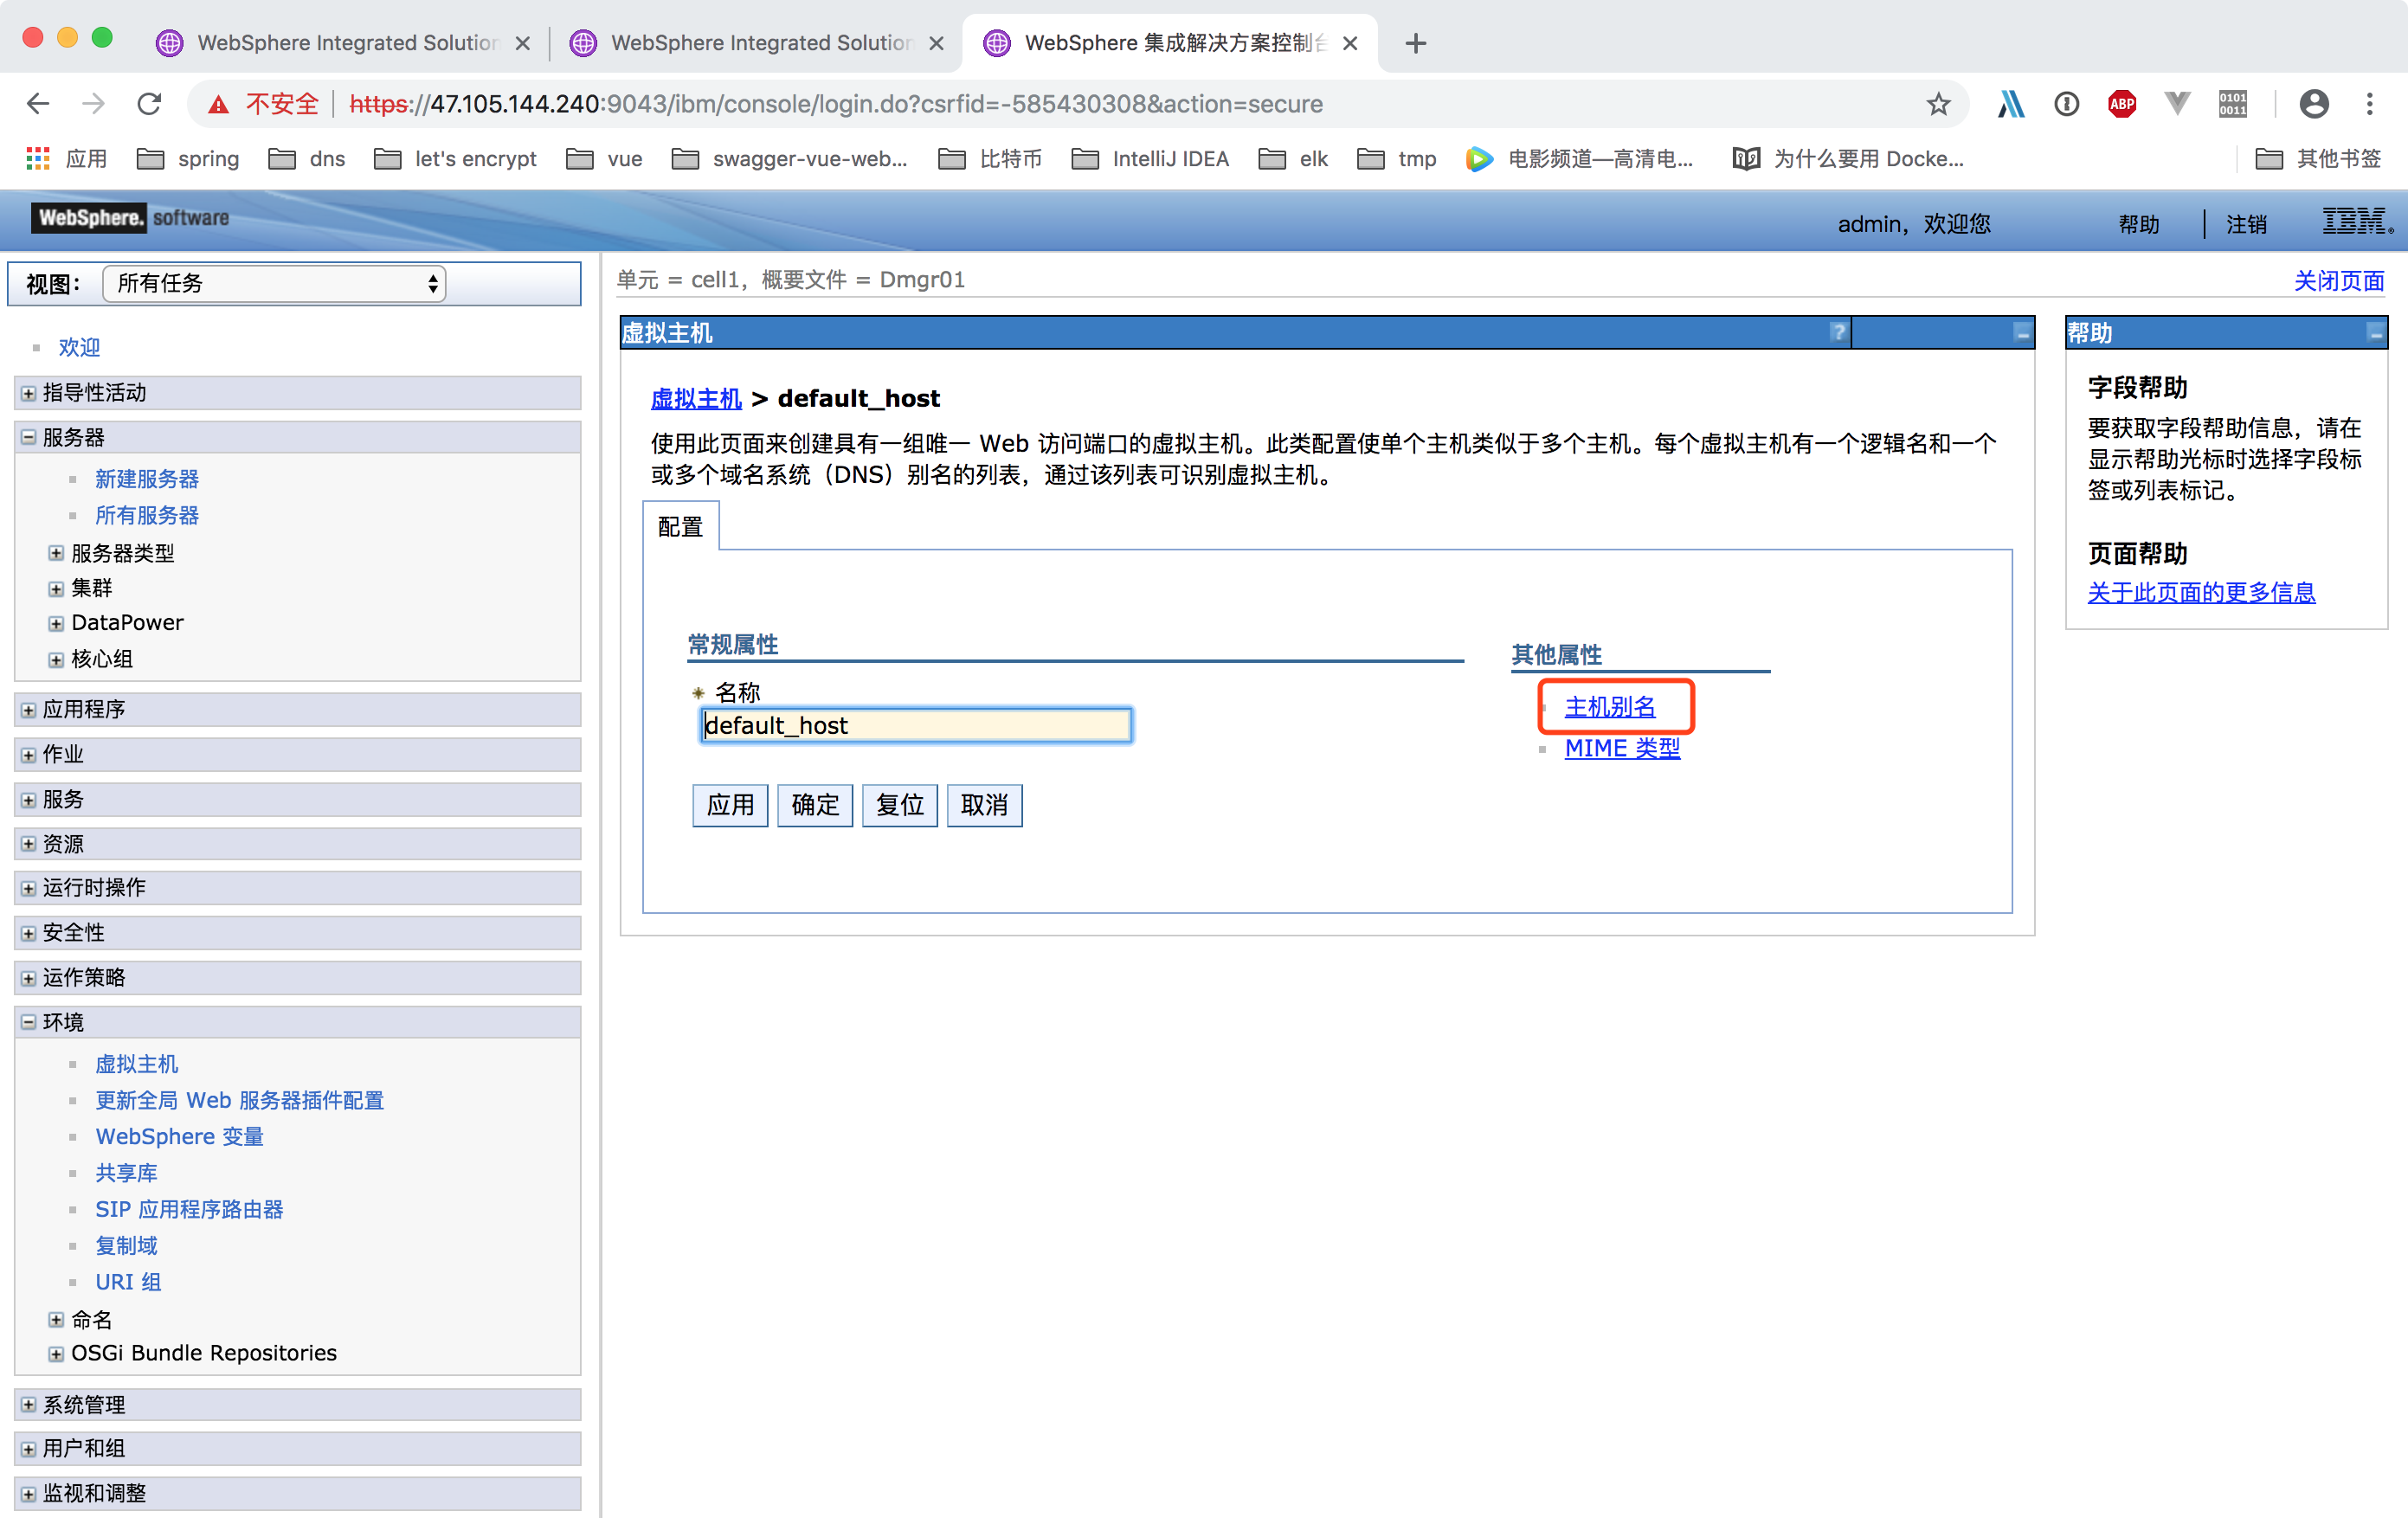 WebSphere Integrated Solution
WebSphere Integrated Solution
WebSphere 集成解决方案控制台
不安全 https://47.105.144.240:9043/ibm/console/login.do?csrfid=-585430308&action=secure
ABP
0101
0011
应用 spring dns let's encrypt vue swagger-vue-web... 比特币 IntelliJ IDEA elk tmp 电影频道—高清电... 为什么要用 Docke... 其他书签
WebSphere. software
admin，欢迎您 帮助 注销 IBM.
视图： 所有任务
欢迎
指导性活动
服务器
新建服务器
所有服务器
服务器类型
集群
DataPower
核心组
应用程序
作业
服务
资源
运行时操作
安全性
运作策略
环境
虚拟主机
更新全局 Web 服务器插件配置
WebSphere 变量
共享库
SIP 应用程序路由器
复制域
URI 组
命名
OSGi Bundle Repositories
系统管理
用户和组
监视和调整
单元 = cell1，概要文件 = Dmgr01
关闭页面
虚拟主机
?
虚拟主机 > default_host
使用此页面来创建具有一组唯一 Web 访问端口的虚拟主机。此类配置使单个主机类似于多个主机。每个虚拟主机有一个逻辑名和一个
或多个域名系统（DNS）别名的列表，通过该列表可识别虚拟主机。
配置
常规属性
名称
default_host
应用 确定 复位 取消
其他属性
主机别名
MIME 类型
帮助
字段帮助
要获取字段帮助信息，请在
显示帮助光标时选择字段标
签或列表标记。
页面帮助
关于此页面的更多信息